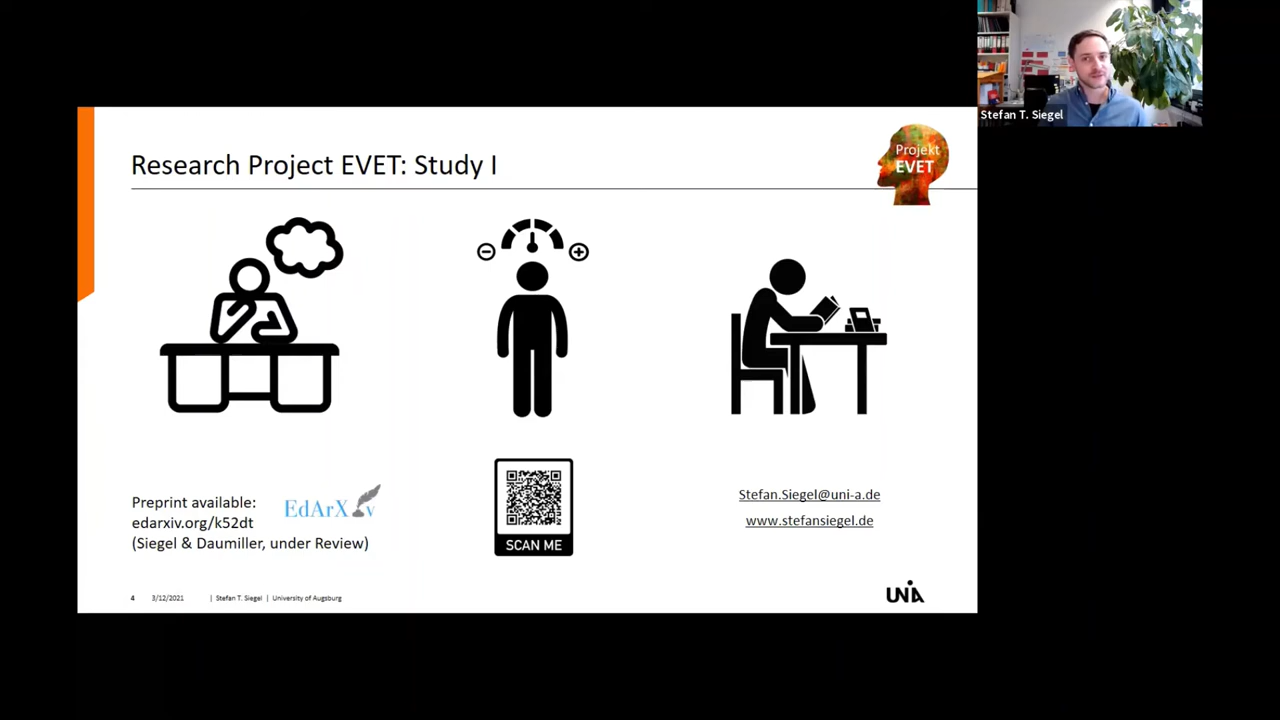 Stefan T. Siegel
Research Project EVET: Study I
Projekt
EVET
Preprint available:
edarxiv.org/k52dt
(Siegel & Daumiller, under Review)
EdArXiv
SCAN ME
Stefan.Siegel@uni-a.de
www.stefansiegel.de
4 3/12/2021 | Stefan T. Siegel | University of Augsburg
UNIA